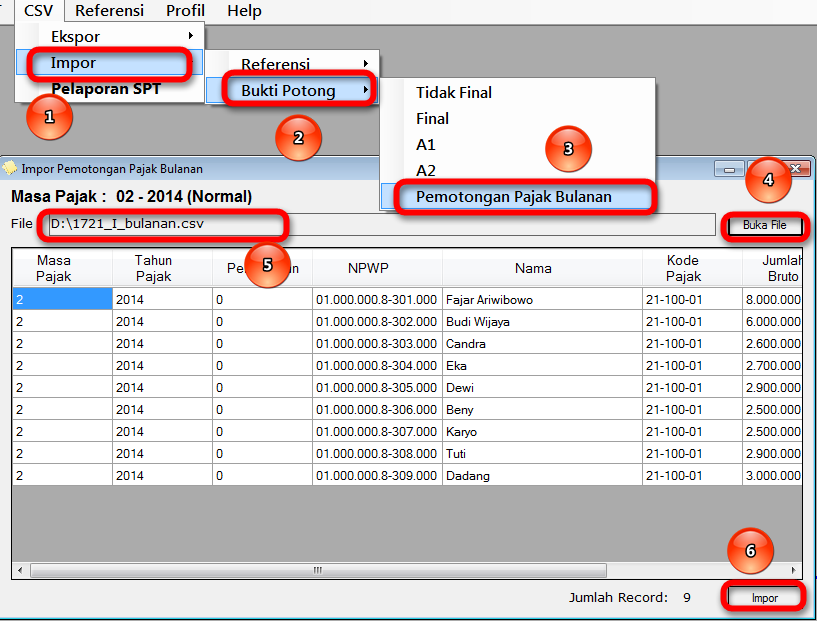 CSV Referensi Profil Help
Ekspor
Impor
Pelaporan SPT
1
Referensi
Bukti Potong
2
Tidak Final
Final
A1
A2
Pemotongan Pajak Bulanan
3
Impor Pemotongan Pajak Bulanan
4
Masa Pajak : 02 - 2014 (Normal)
File D:\1721_I_bulanan.csv Buka File
5
Masa Pajak Tahun Pajak NPWP Nama Kode Pajak Jumlah Bruto
2 2014 0 01.000.000.8-301.000 Fajar Ariwibowo 21-100-01 8.000.000
2 2014 0 01.000.000.8-302.000 Budi Wijaya 21-100-01 6.000.000
2 2014 0 01.000.000.8-303.000 Candra 21-100-01 2.600.000
2 2014 0 01.000.000.8-304.000 Eka 21-100-01 2.700.000
2 2014 0 01.000.000.8-305.000 Dewi 21-100-01 2.900.000
2 2014 0 01.000.000.8-306.000 Beny 21-100-01 2.500.000
2 2014 0 01.000.000.8-307.000 Karyo 21-100-01 2.500.000
2 2014 0 01.000.000.8-308.000 Tuti 21-100-01 2.900.000
2 2014 0 01.000.000.8-309.000 Dadang 21-100-01 3.000.000
6
Jumlah Record: 9 Impor